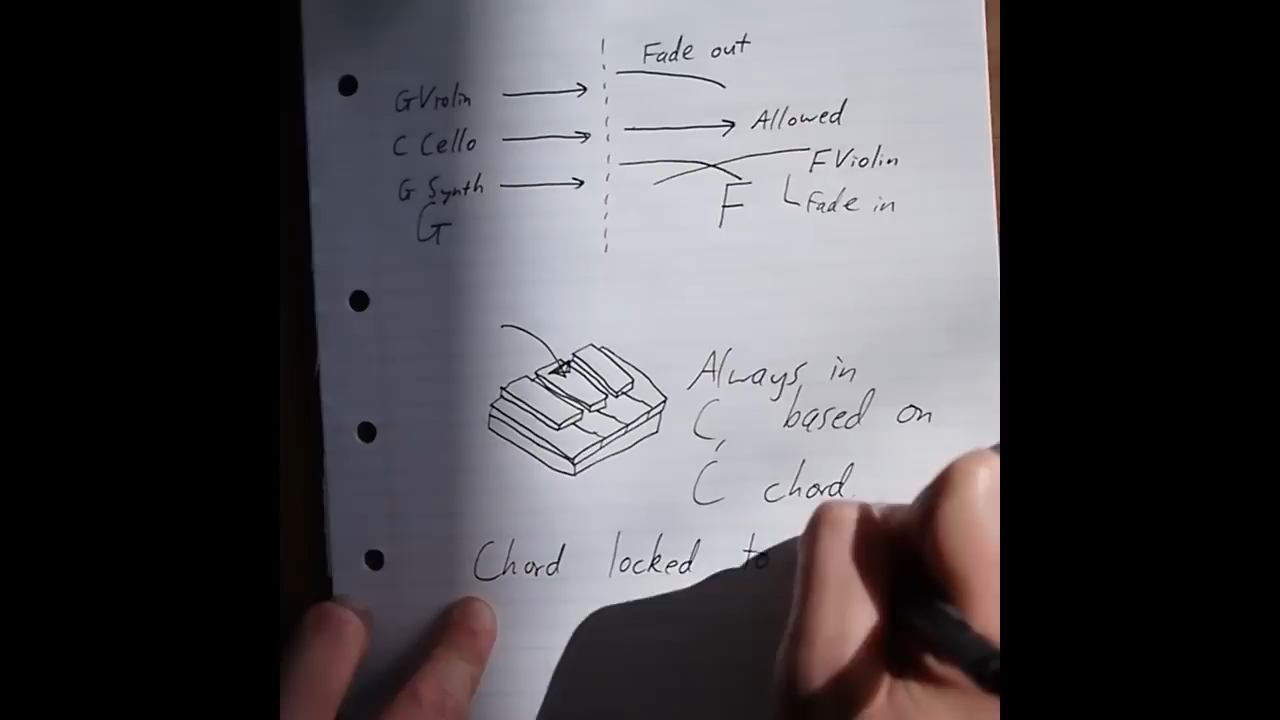 Fade out
G Violin
C Cello
Allowed
F Violin
G Synth
F
Fade in
G
Always in
C, based on
C chord
Chord locked to